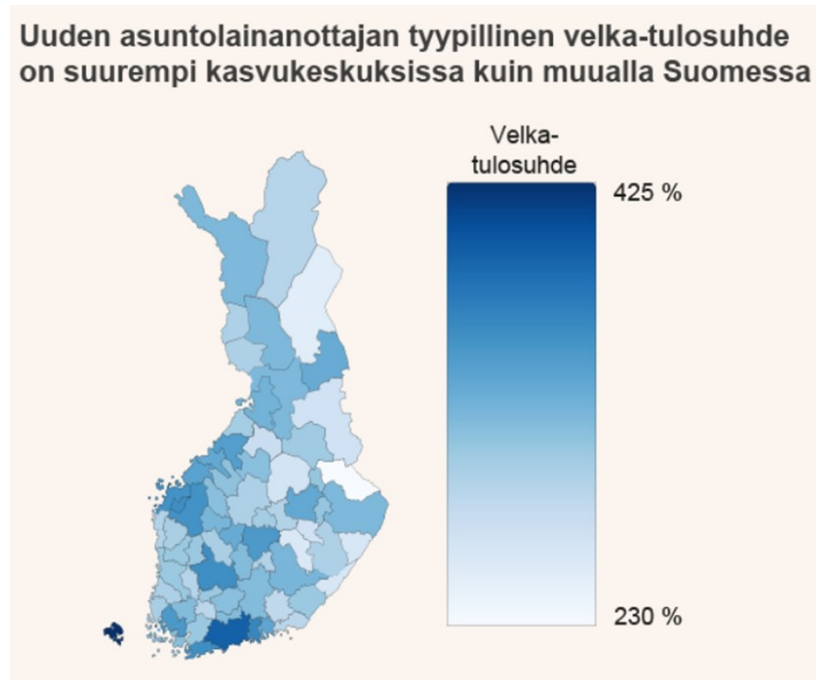 Uuden asuntolainanottajan tyypillinen velka-tulosuhde
on suurempi kasvukeskuksissa kuin muualla Suomessa
Velka-
tulosuhde
425 %
230 %